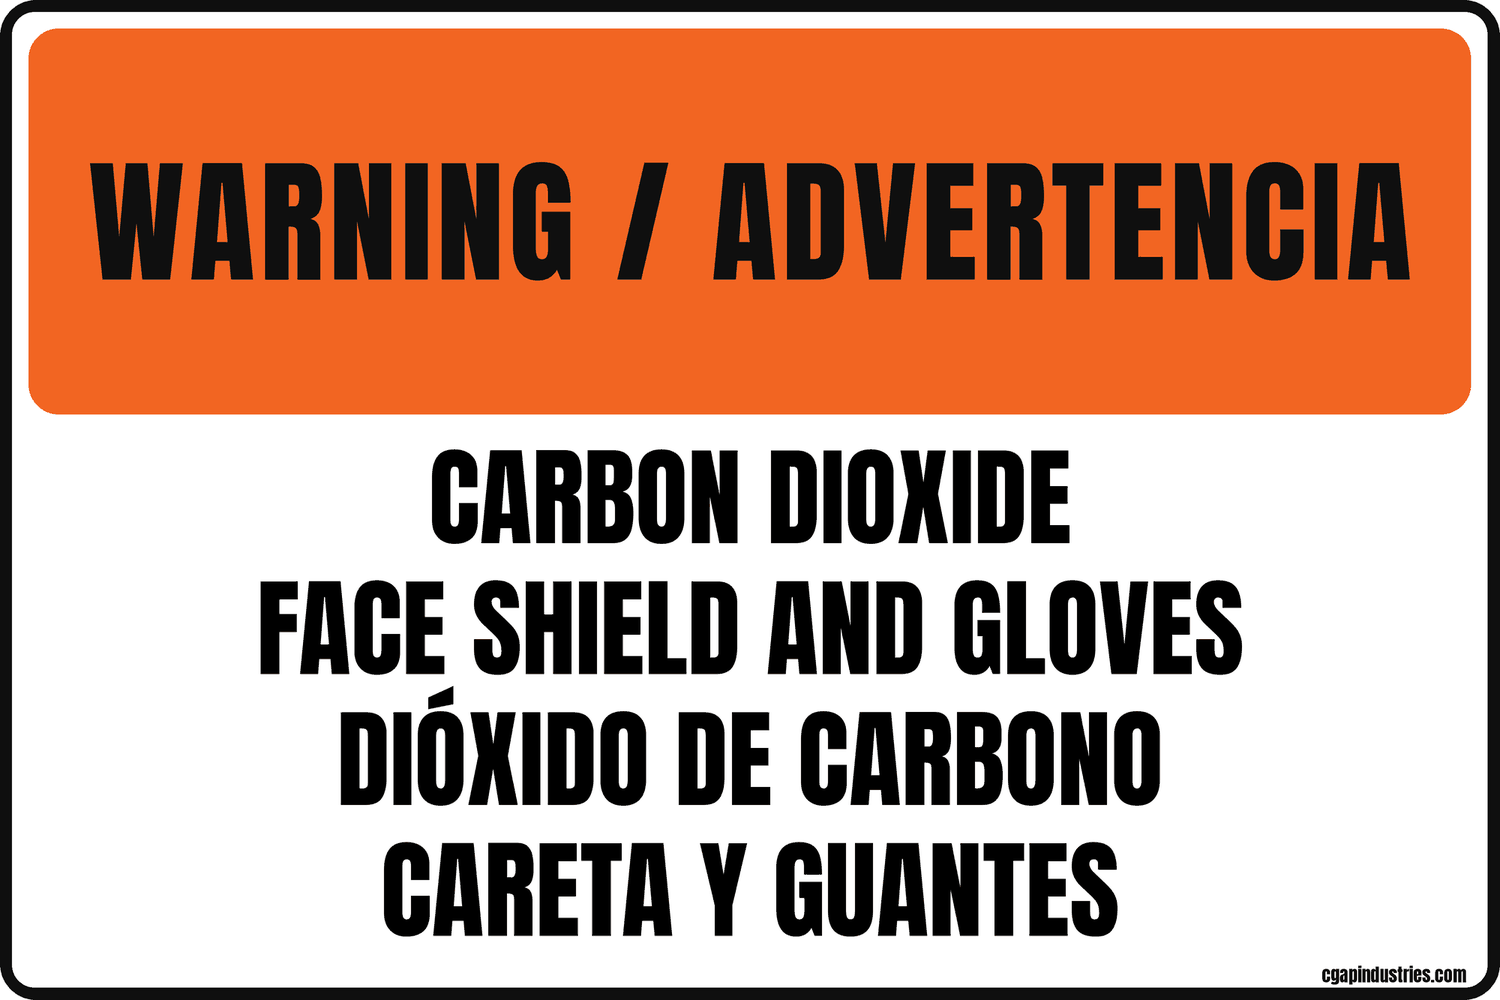 WARNING / ADVERTENCIA
CARBON DIOXIDE
FACE SHIELD AND GLOVES
DIÓXIDO DE CARBONO
CARETA Y GUANTES
cgapindustries.com